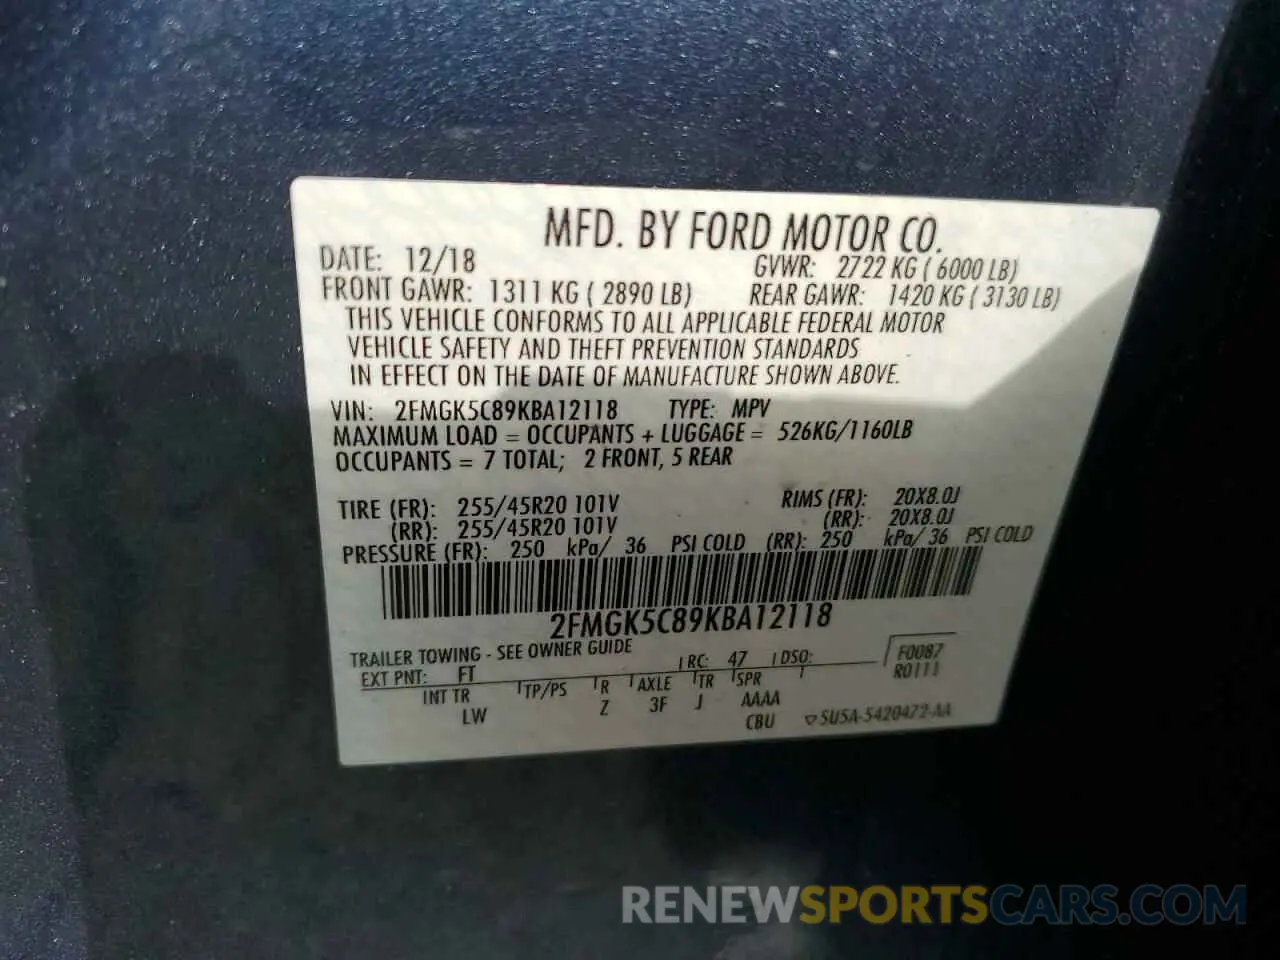 MFD. BY FORD MOTOR CO.
DATE: 12/18 GVWR: 2722 KG ( 6000 LB)
FRONT GAWR: 1311 KG ( 2890 LB) REAR GAWR: 1420 KG ( 3130 LB)
THIS VEHICLE CONFORMS TO ALL APPLICABLE FEDERAL MOTOR
VEHICLE SAFETY AND THEFT PREVENTION STANDARDS
IN EFFECT ON THE DATE OF MANUFACTURE SHOWN ABOVE.
VIN: 2FMGK5C89KBA12118 TYPE: MPV
MAXIMUM LOAD = OCCUPANTS + LUGGAGE = 526KG/1160LB
OCCUPANTS = 7 TOTAL; 2 FRONT, 5 REAR
TIRE (FR): 255/45R20 101V RIMS (FR): 20X8.0J
(RR): 255/45R20 101V (RR): 20X8.0J
PRESSURE (FR): 250 kPa/ 36 PSI COLD (RR): 250 kPa/ 36 PSI COLD
2FMGK5C89KBA12118
TRAILER TOWING - SEE OWNER GUIDE
EXT PNT: FT RC: 47 DSO: F0087
R0111
INT TR TP/PS R AXLE TR SPR
LW Z 3F J AAAA
CBU ▽SU5A-5420472-AA
RENEWSPORTSCARS.COM